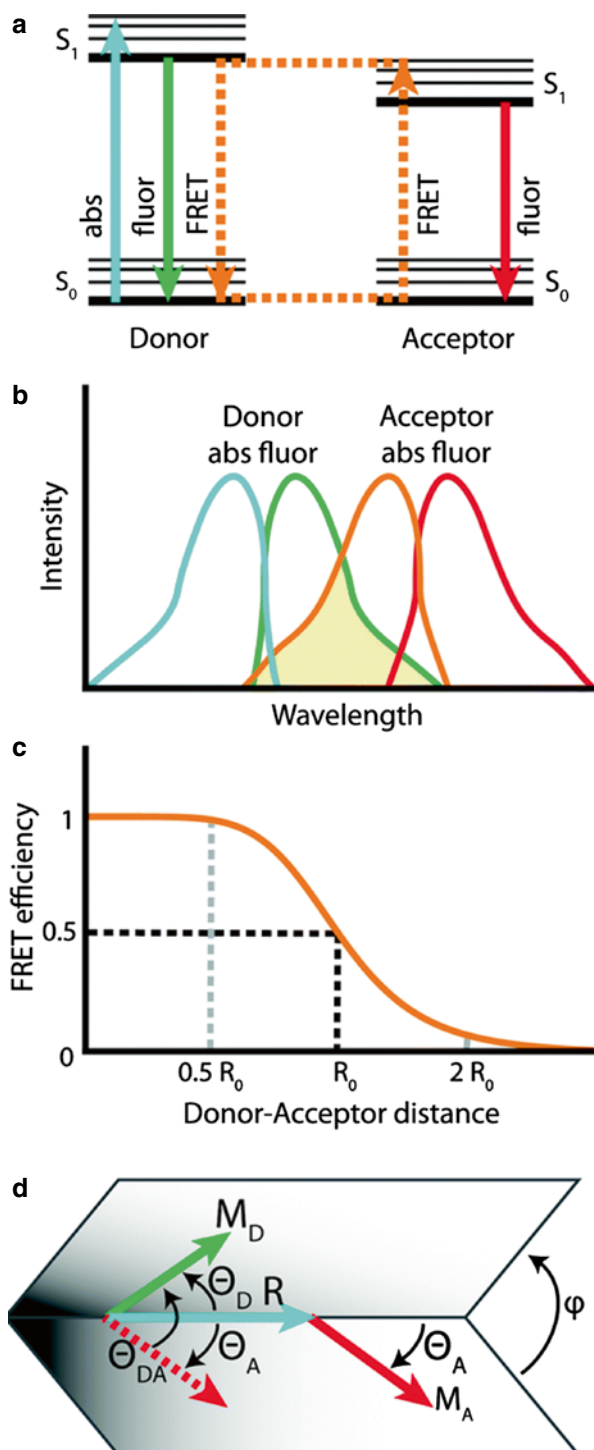 a
S1
S1
abs
fluor
FRET
FRET
fluor
S0
S0
Donor
Acceptor
b
Donor
abs fluor
Acceptor
abs fluor
Intensity
Wavelength
c
FRET efficiency
1
0.5
0
0.5 R0
R0
2 R0
Donor-Acceptor distance
d
MD
ΘD
R
ΘDA
ΘA
ΘA
MA
φ